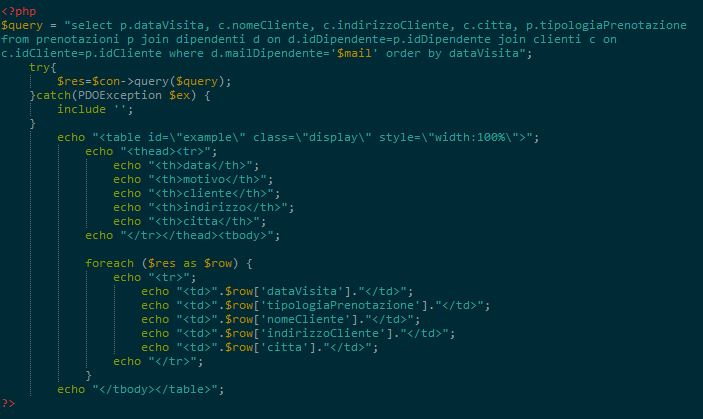 <?php
$query = "select p.dataVisita, c.nomeCliente, c.indirizzoCliente, c.citta, p.tipologiaPrenotazione
from prenotazioni p join dipendenti d on d.idDipendente=p.idDipendente join clienti c on
c.idCliente=p.idCliente where d.mailDipendente='$mail' order by dataVisita";
    try{
        $res=$con->query($query);
    }catch(PDOException $ex) {
        include '';
    }
        echo "<table id=\"example\" class=\"display\" style=\"width:100%\">";
            echo "<thead><tr>";
                echo "<th>data</th>";
                echo "<th>motivo</th>";
                echo "<th>cliente</th>";
                echo "<th>indirizzo</th>";
                echo "<th>citta</th>";
            echo "</tr></thead><tbody>";

            foreach ($res as $row) {
                echo "<tr>";
                    echo "<td>".$row['dataVisita']."</td>";
                    echo "<td>".$row['tipologiaPrenotazione']."</td>";
                    echo "<td>".$row['nomeCliente']."</td>";
                    echo "<td>".$row['indirizzoCliente']."</td>";
                    echo "<td>".$row['citta']."</td>";
                echo "</tr>";
            }
        echo "</tbody></table>";
?>